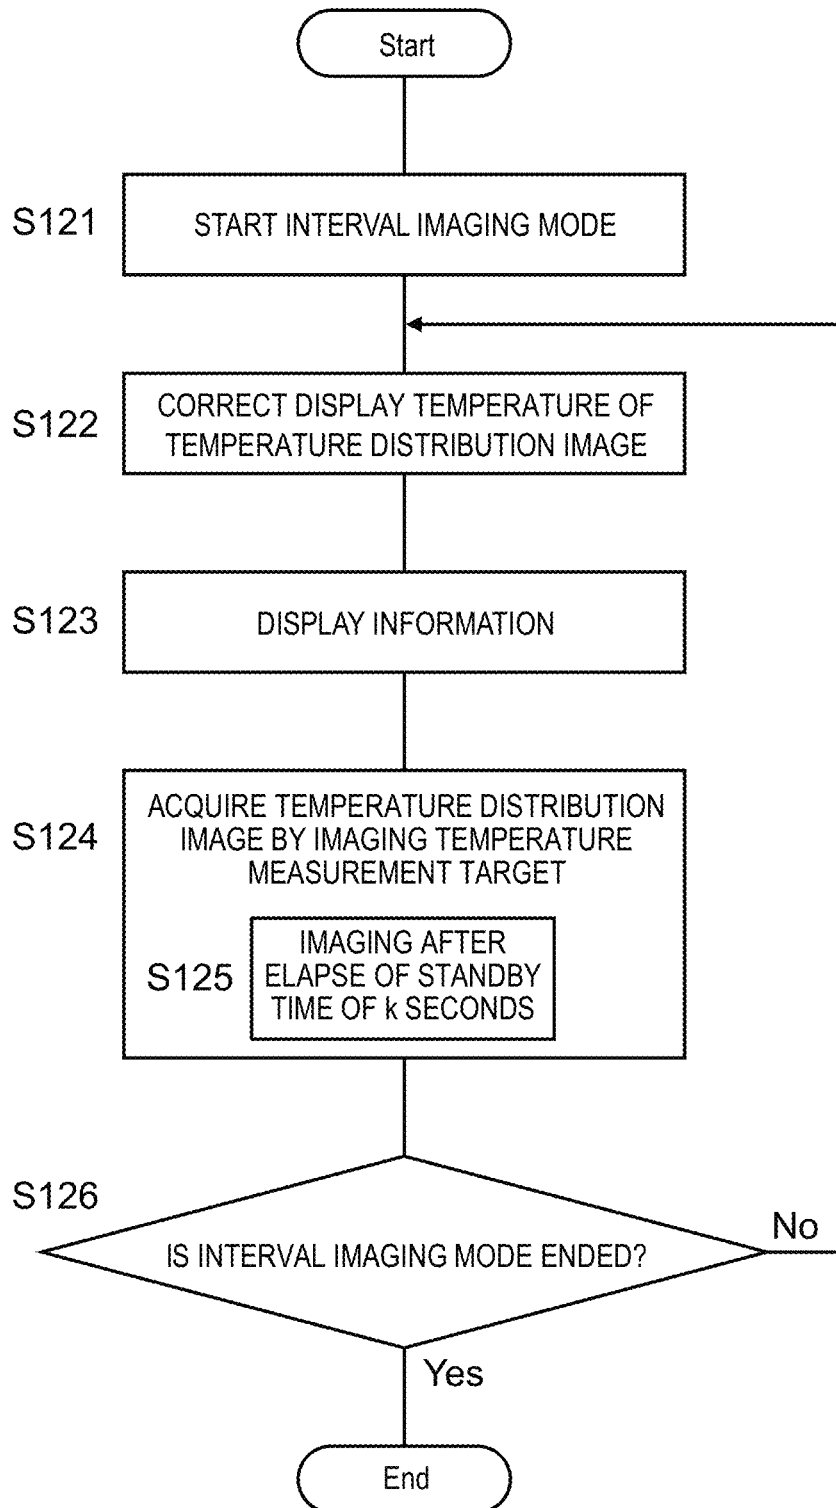 Start
S121
START INTERVAL IMAGING MODE
S122
CORRECT DISPLAY TEMPERATURE OF
TEMPERATURE DISTRIBUTION IMAGE
S123
DISPLAY INFORMATION
S124
ACQUIRE TEMPERATURE DISTRIBUTION
IMAGE BY IMAGING TEMPERATURE
MEASUREMENT TARGET
S125
IMAGING AFTER
ELAPSE OF STANDBY
TIME OF k SECONDS
S126
IS INTERVAL IMAGING MODE ENDED?
No
Yes
End